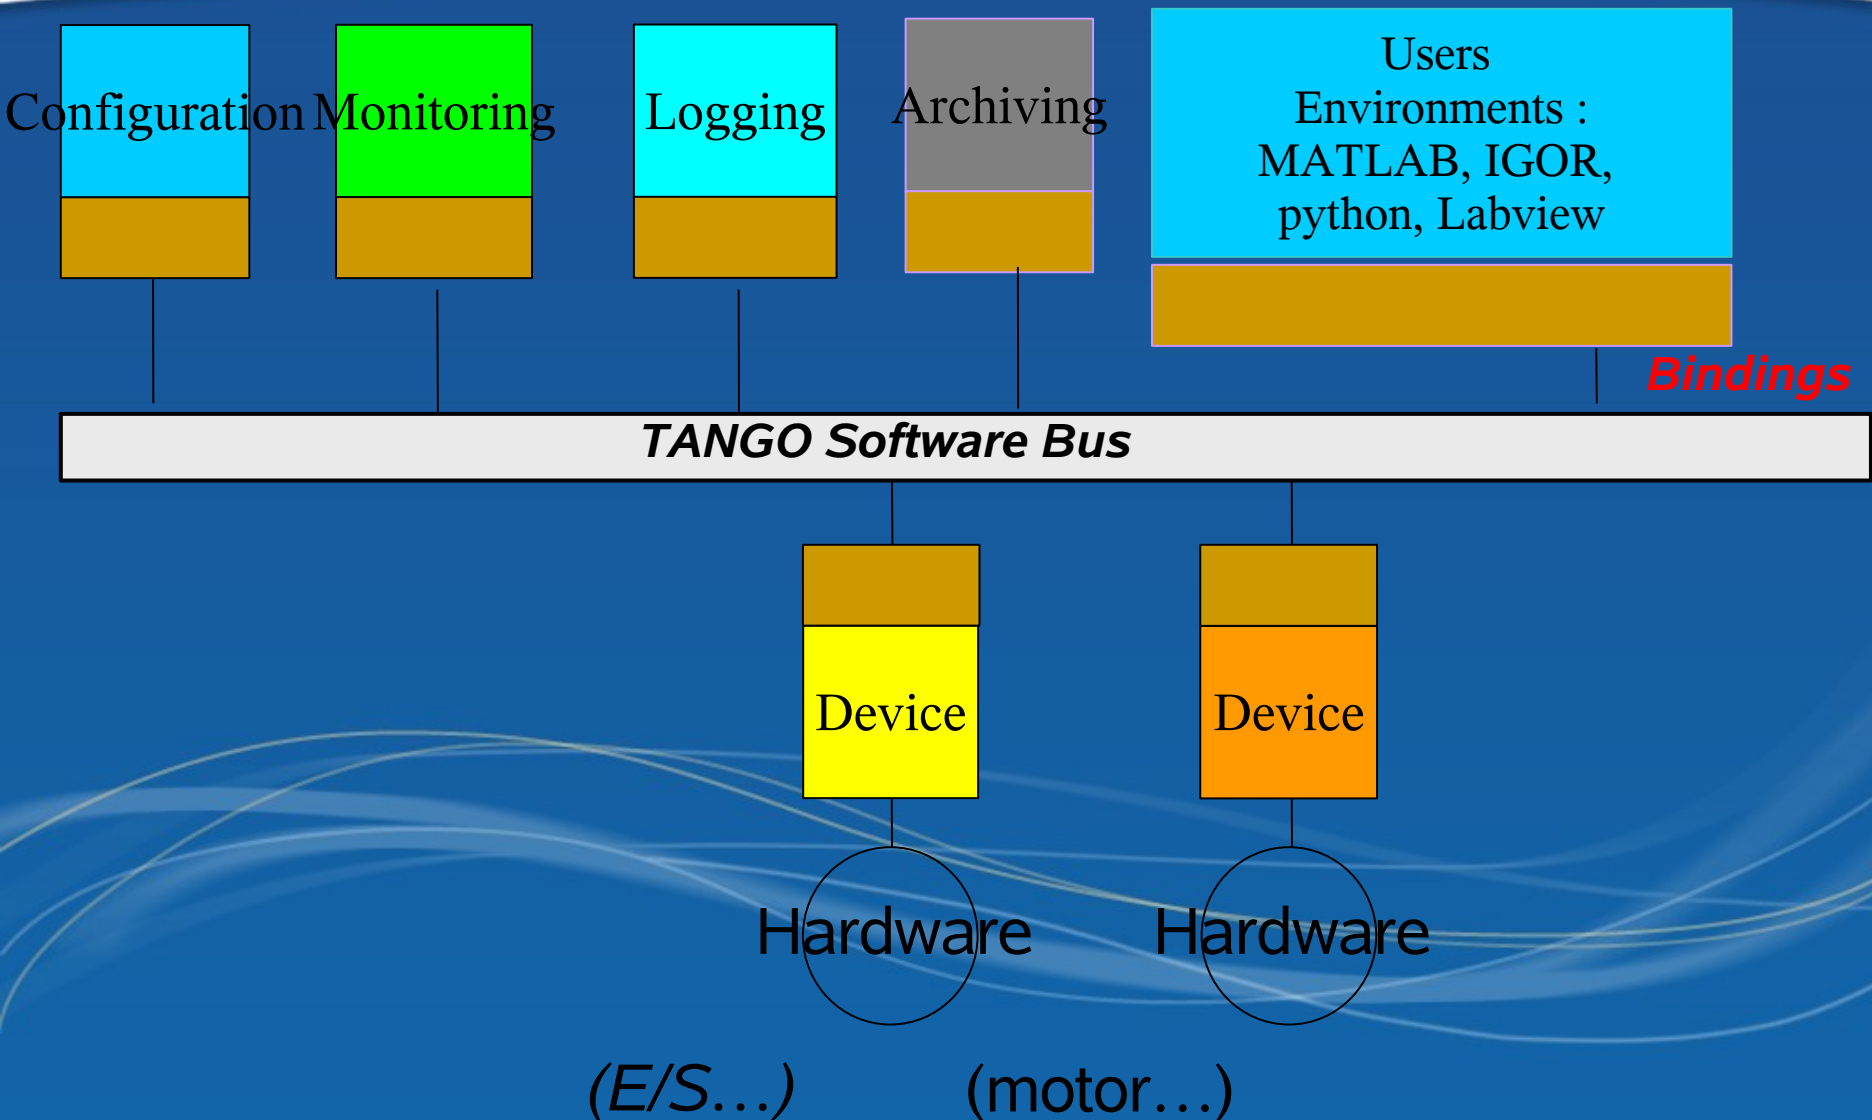 Configuration
Monitoring
Logging
Archiving
Users
Environments :
MATLAB, IGOR,
python, Labview
Bindings
TANGO Software Bus
Device
Device
Hardware
Hardware
(E/S…)
(motor…)